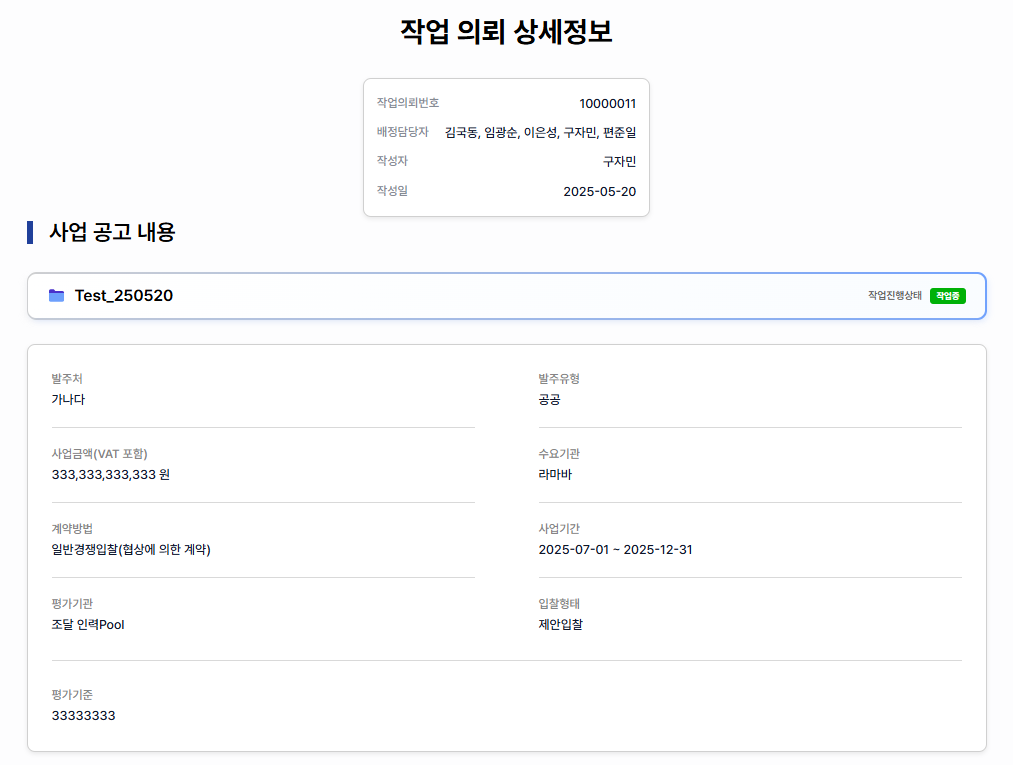 작업 의뢰 상세정보
작업의뢰번호 10000011
배정담당자 김국동, 임광순, 이은성, 구자민, 편준일
작성자 구자민
작성일 2025-05-20
사업 공고 내용
Test_250520 작업진행상태 작업중
발주처 발주유형
가나다 공공
사업금액(VAT 포함) 수요기관
333,333,333,333 원 라마바
계약방법 사업기간
일반경쟁입찰(협상에 의한 계약) 2025-07-01 ~ 2025-12-31
평가기관 입찰형태
조달 인력Pool 제안입찰
평가기준
33333333